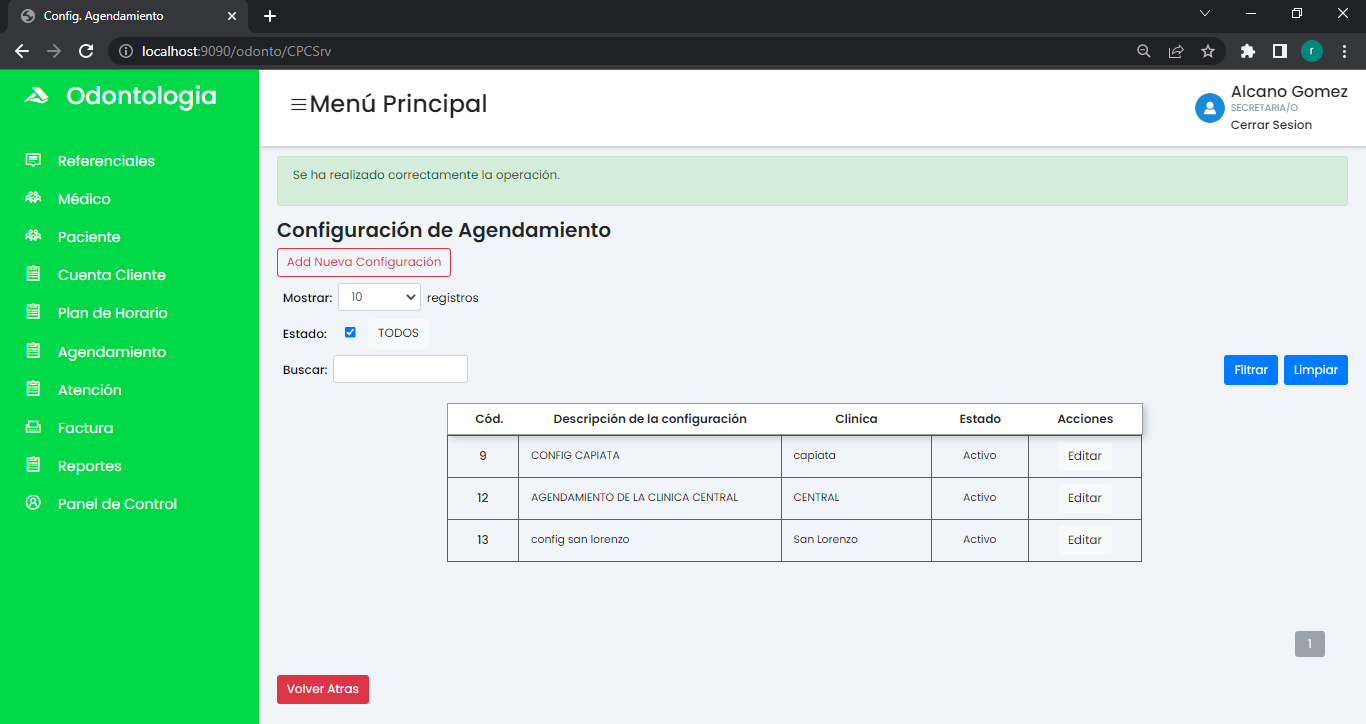 Config. Agendamiento
localhost:9090/odonto/CPCSrv
r
Odontologia
Menú Principal
Alcano Gomez
SECRETARIA/O
Cerrar Sesion
Referenciales
Médico
Paciente
Cuenta Cliente
Plan de Horario
Agendamiento
Atención
Factura
Reportes
Panel de Control
Se ha realizado correctamente la operación.
Configuración de Agendamiento
Add Nueva Configuración
Mostrar: 10 registros
Estado: TODOS
Buscar: Filtrar Limpiar
Cód. Descripción de la configuración Clinica Estado Acciones
9 CONFIG CAPIATA capiata Activo Editar
12 AGENDAMIENTO DE LA CLINICA CENTRAL CENTRAL Activo Editar
13 config san lorenzo San Lorenzo Activo Editar
1
Volver Atras